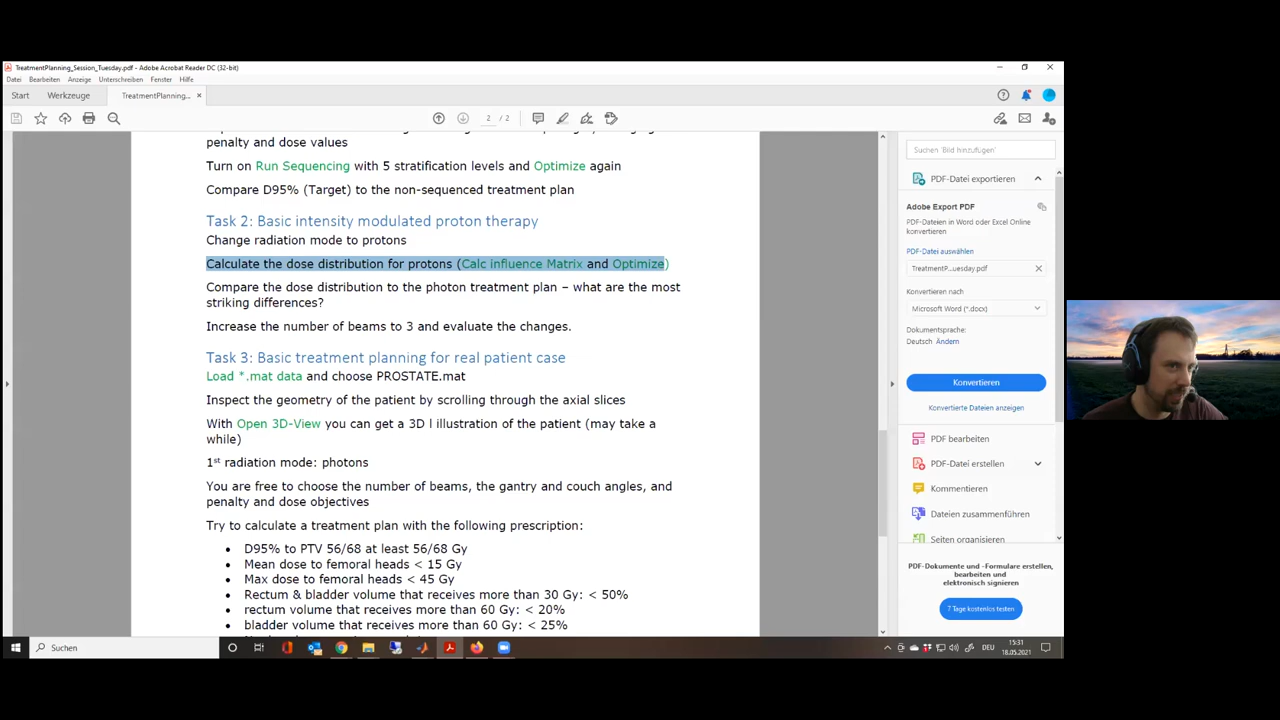 TreatmentPlanning_Session_Tuesday.pdf - Adobe Acrobat Reader DC (32-bit)
Datei Bearbeiten Anzeige Unterschreiben Fenster Hilfe
Start Werkzeuge TreatmentPlanning... ×
2 / 2
penalty and dose values
Turn on Run Sequencing with 5 stratification levels and Optimize again
Compare D95% (Target) to the non-sequenced treatment plan
Task 2: Basic intensity modulated proton therapy
Change radiation mode to protons
Calculate the dose distribution for protons (Calc influence Matrix and Optimize)
Compare the dose distribution to the photon treatment plan – what are the most
striking differences?
Increase the number of beams to 3 and evaluate the changes.
Task 3: Basic treatment planning for real patient case
Load *.mat data and choose PROSTATE.mat
Inspect the geometry of the patient by scrolling through the axial slices
With Open 3D-View you can get a 3D l illustration of the patient (may take a
while)
1st radiation mode: photons
You are free to choose the number of beams, the gantry and couch angles, and
penalty and dose objectives
Try to calculate a treatment plan with the following prescription:
• D95% to PTV 56/68 at least 56/68 Gy
• Mean dose to femoral heads < 15 Gy
• Max dose to femoral heads < 45 Gy
• Rectum & bladder volume that receives more than 30 Gy: < 50%
• rectum volume that receives more than 60 Gy: < 20%
• bladder volume that receives more than 60 Gy: < 25%
Suchen 'Bild hinzufügen'
PDF-Datei exportieren
Adobe Export PDF
PDF-Dateien in Word oder Excel Online
konvertieren
PDF-Datei auswählen
TreatmentP...uesday.pdf ×
Konvertieren nach
Microsoft Word (*.docx)
Dokumentsprache:
Deutsch Ändern
Konvertieren
Konvertierte Dateien anzeigen
PDF bearbeiten
PDF-Datei erstellen
Kommentieren
Dateien zusammenführen
Seiten organisieren
PDF-Dokumente und -Formulare erstellen,
bearbeiten und
elektronisch signieren
7 Tage kostenlos testen
Suchen
DEU
15:31
18.05.2021